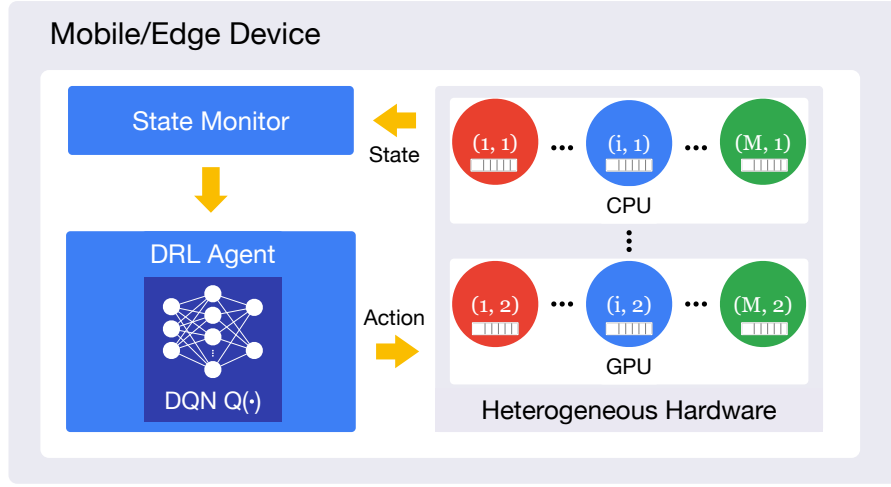 Mobile/Edge Device
State Monitor
State
(1, 1) ... (i, 1) ... (M, 1)
CPU
DRL Agent
DQN Q(·)
Action
(1, 2) ... (i, 2) ... (M, 2)
GPU
Heterogeneous Hardware